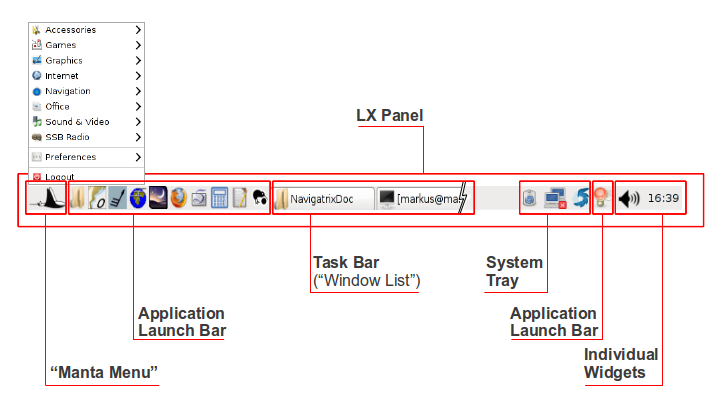 Accessories
Games
Graphics
Internet
Navigation
Office
Sound & Video
SSB Radio
Preferences
Logout
LX Panel
NavigatrixDoc
[markus@ma
16:39
Task Bar
(“Window List”)
System
Tray
Application
Launch Bar
Application
Launch Bar
“Manta Menu”
Individual
Widgets